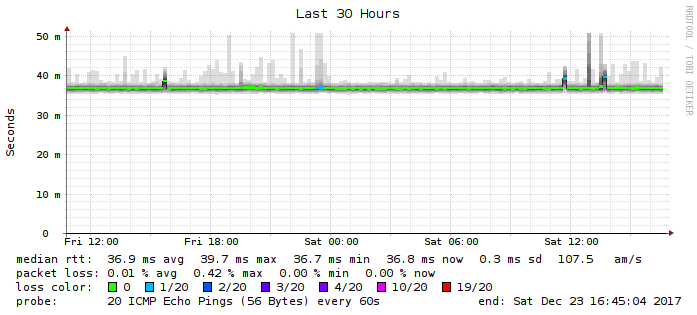 Last 30 Hours
RRDTOOL / TOBI OETIKER
Seconds
50 m
40 m
30 m
20 m
10 m
0
Fri 12:00 Fri 18:00 Sat 00:00 Sat 06:00 Sat 12:00
median rtt: 36.9 ms avg 39.7 ms max 36.7 ms min 36.8 ms now 0.3 ms sd 107.5 am/s
packet loss: 0.01 % avg 0.42 % max 0.00 % min 0.00 % now
loss color: 0 1/20 2/20 3/20 4/20 10/20 19/20
probe: 20 ICMP Echo Pings (56 Bytes) every 60s end: Sat Dec 23 16:45:04 2017